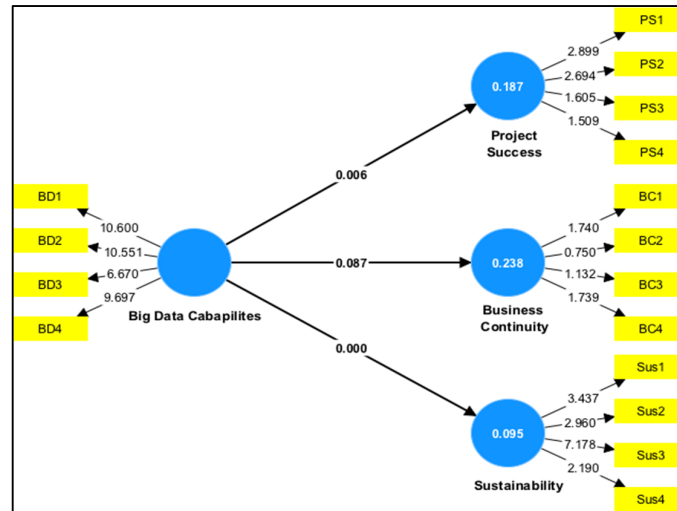 PS1
2.899
PS2
0.187
2.694
1.605
PS3
1.509
Project
Success
PS4
0.006
BD1
BC1
10.600
1.740
BD2
BC2
10.551
0.750
0.087
0.238
6.670
1.132
BD3
BC3
9.697
1.739
Big Data Cabapilites
Business
Continuity
BD4
BC4
0.000
Sus1
3.437
Sus2
2.960
0.095
7.178
Sus3
2.190
Sustainability
Sus4